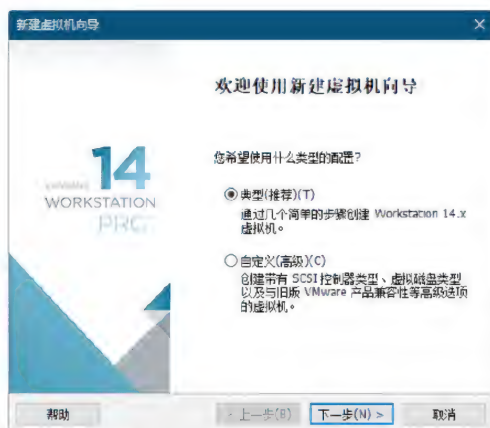 新建虚拟机向导
欢迎使用新建虚拟机向导
您希望使用什么类型的配置?
典型(推荐)(T)
通过几个简单的步骤创建 Workstation 14.x
虚拟机。
自定义(高级)(C)
创建带有 SCSI 控制器类型、虚拟磁盘类型
以及与旧版 VMware 产品兼容性等高级选项
的虚拟机。
vmware
14
WORKSTATION
PRO
帮助
< 上一步(B)
下一步(N) >
取消